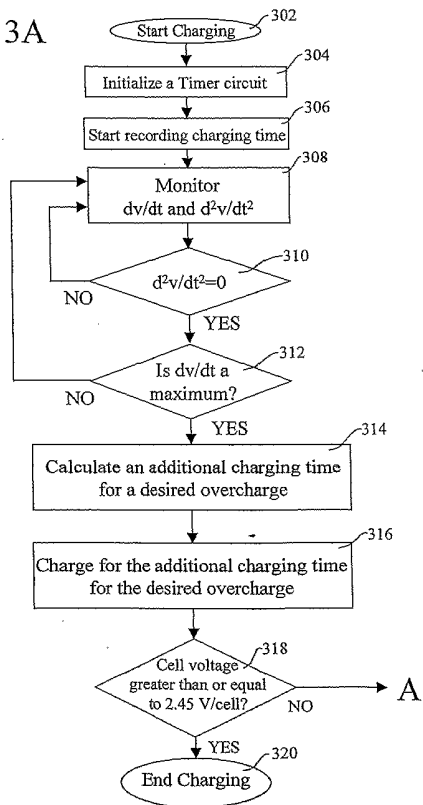 3A
Start Charging
302
304
Initialize a Timer circuit
306
Start recording charging time
308
Monitor
dv/dt and d²v/dt²
310
d²v/dt²=0
NO
YES
312
Is dv/dt a
maximum?
NO
YES
314
Calculate an additional charging time
for a desired overcharge
316
Charge for the additional charging time
for the desired overcharge
318
Cell voltage
greater than or equal
to 2.45 V/cell?
NO
A
YES
320
End Charging